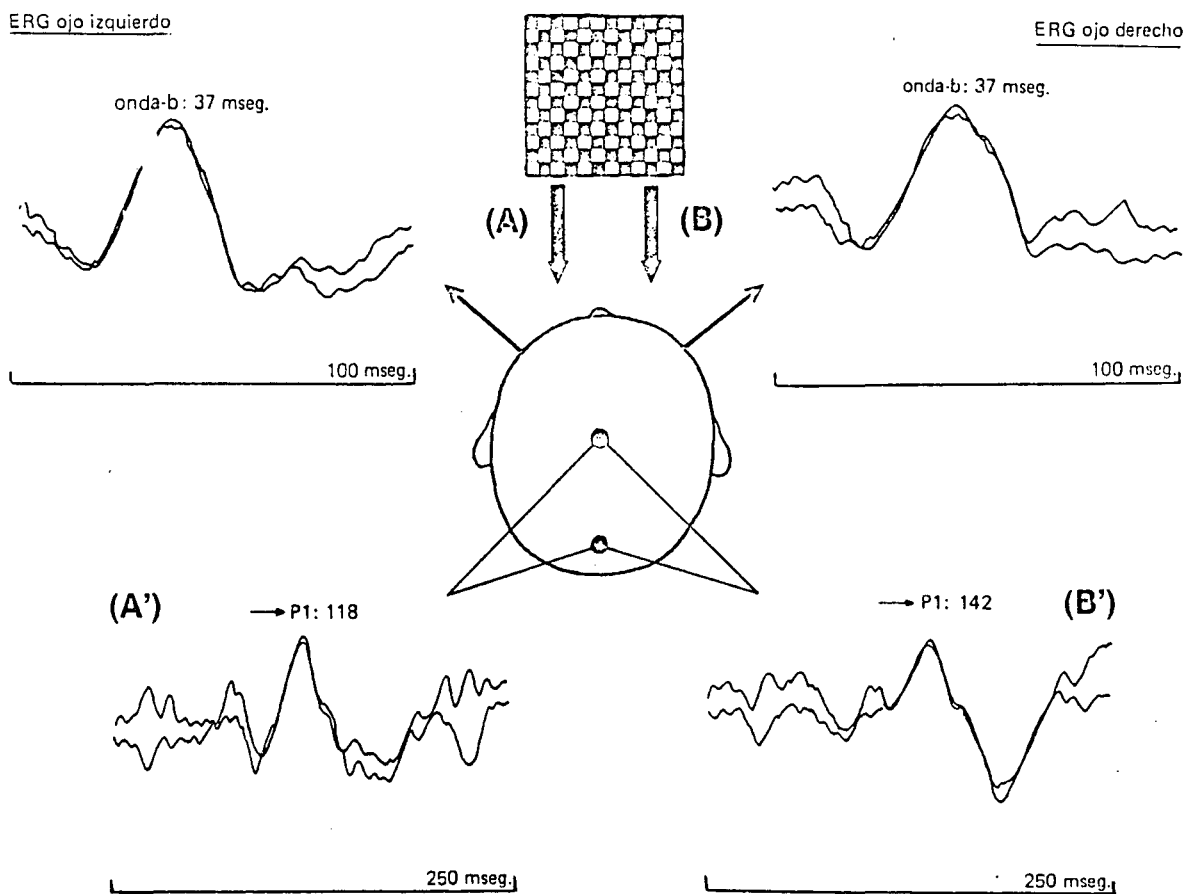 ERG ojo izquierdo
ERG ojo derecho
onda-b: 37 mseg.
onda-b: 37 mseg.
(A)
(B)
100 mseg.
100 mseg.
(A')
P1: 118
P1: 142
(B')
250 mseg.
250 mseg.